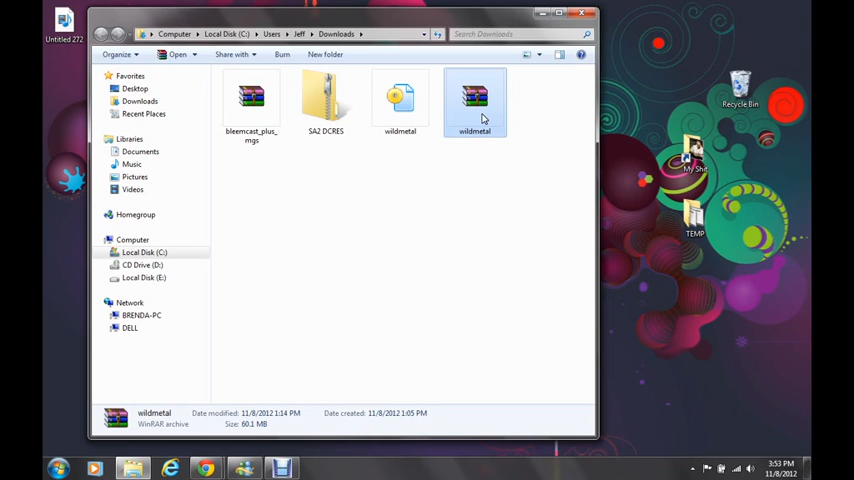 Untitled 272
Computer ▸ Local Disk (C:) ▸ Users ▸ Jeff ▸ Downloads ▸
Search Downloads
Organize
Open
Share with
Burn
New folder
Favorites
Desktop
Downloads
Recent Places
Libraries
Documents
Music
Pictures
Videos
Homegroup
Computer
Local Disk (C:)
CD Drive (D:)
Local Disk (E:)
Network
BRENDA-PC
DELL
bleemcast_plus_
mgs
SA2 DCRES
wildmetal
wildmetal
Recycle Bin
My Shit
TEMP
wildmetal
Date modified: 11/8/2012 1:14 PM
Date created: 11/8/2012 1:05 PM
WinRAR archive
Size: 60.1 MB
3:53 PM
11/8/2012